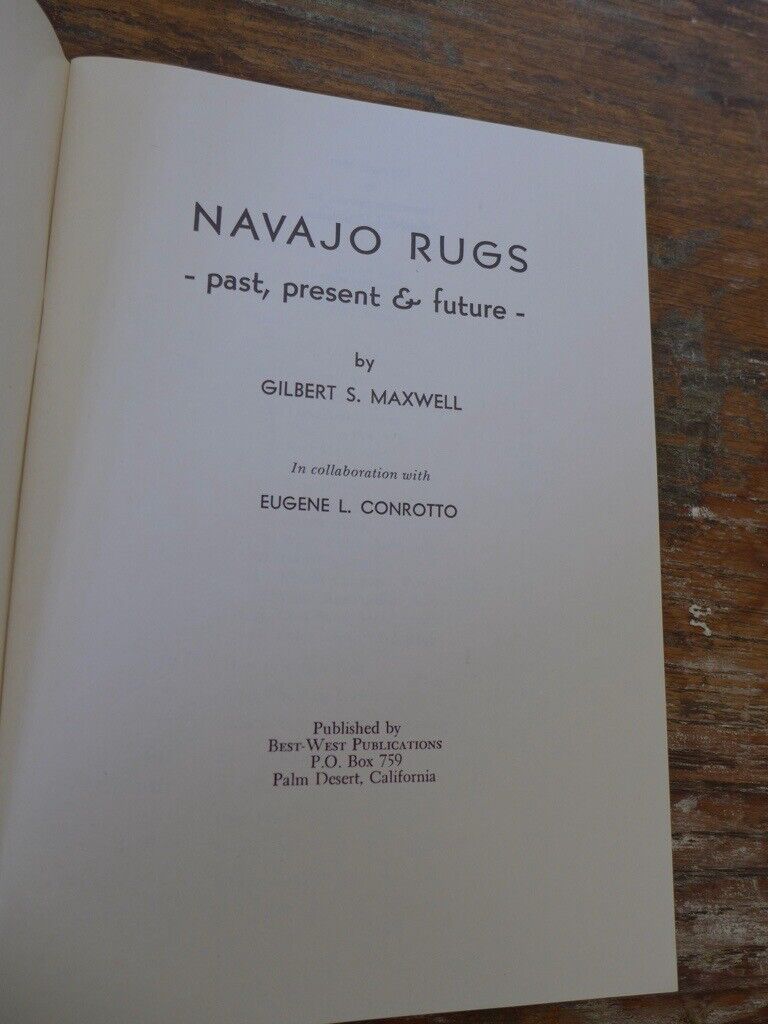 NAVAJO RUGS
- past, present & future -
by
GILBERT S. MAXWELL
In collaboration with
EUGENE L. CONROTTO
Published by
BEST-WEST PUBLICATIONS
P.O. Box 759
Palm Desert, California